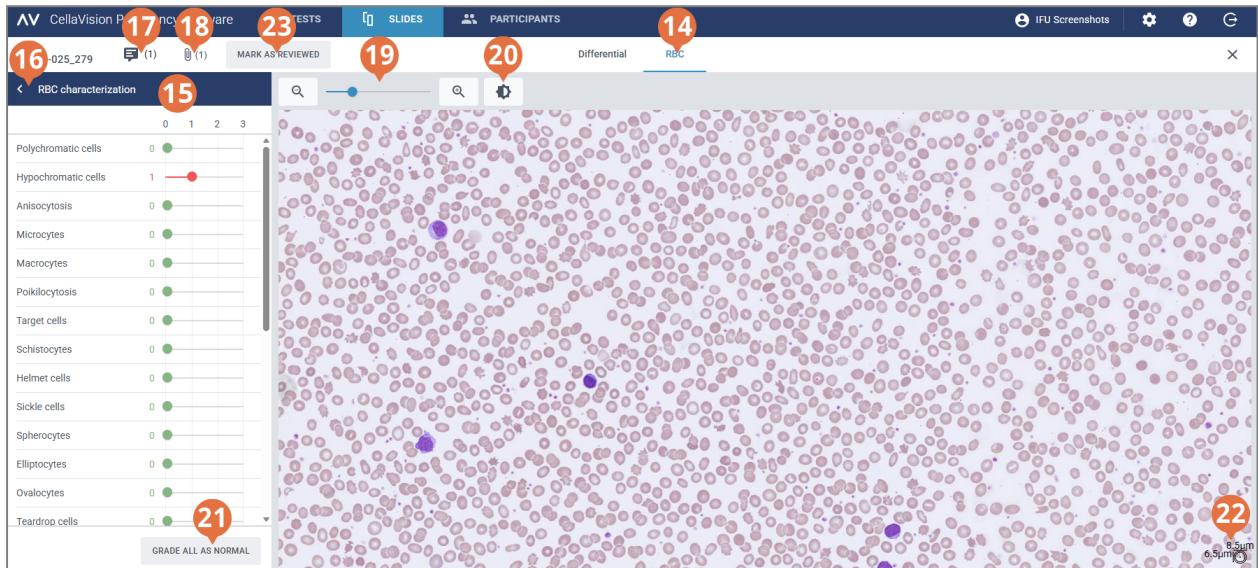 CellaVision P ncy ware TESTS SLIDES PARTICIPANTS IFU Screenshots
17 18 23 14
-025_279 (1) (1) MARK AS REVIEWED Differential RBC
16 19 20
RBC characterization 15
0 1 2 3
Polychromatic cells 0
Hypochromatic cells 1
Anisocytosis 0
Microcytes 0
Macrocytes 0
Poikilocytosis 0
Target cells 0
Schistocytes 0
Helmet cells 0
Sickle cells 0
Spherocytes 0
Elliptocytes 0
Ovalocytes 0
Teardrop cells 0
21
22
GRADE ALL AS NORMAL
8.5µm
6.5µm